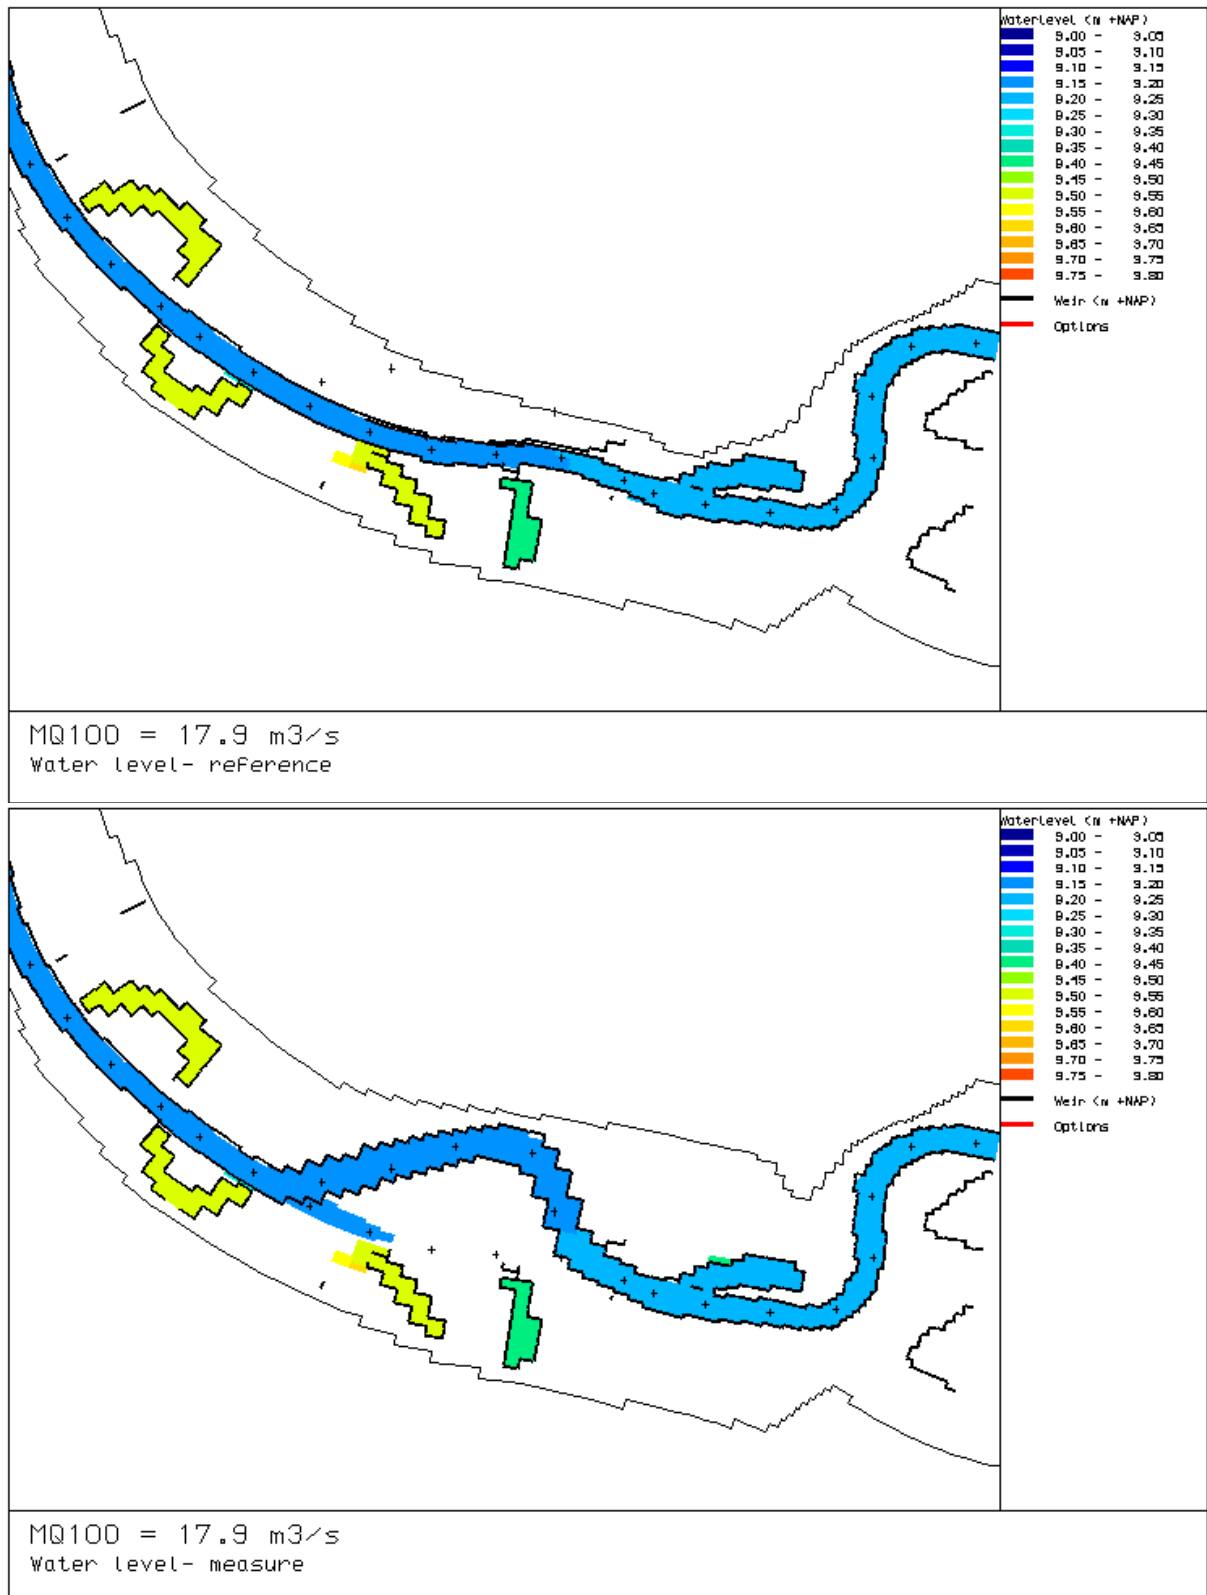 WaterLevel (m +NAP)
9.00 - 9.05
9.05 - 9.10
9.10 - 9.15
9.15 - 9.20
9.20 - 9.25
9.25 - 9.30
9.30 - 9.35
9.35 - 9.40
9.40 - 9.45
9.45 - 9.50
9.50 - 9.55
9.55 - 9.60
9.60 - 9.65
9.65 - 9.70
9.70 - 9.75
9.75 - 9.80
Weir (m +NAP)
Options
MQ100 = 17.9 m3/s
Water level- reference
WaterLevel (m +NAP)
9.00 - 9.05
9.05 - 9.10
9.10 - 9.15
9.15 - 9.20
9.20 - 9.25
9.25 - 9.30
9.30 - 9.35
9.35 - 9.40
9.40 - 9.45
9.45 - 9.50
9.50 - 9.55
9.55 - 9.60
9.60 - 9.65
9.65 - 9.70
9.70 - 9.75
9.75 - 9.80
Weir (m +NAP)
Options
MQ100 = 17.9 m3/s
Water level- measure